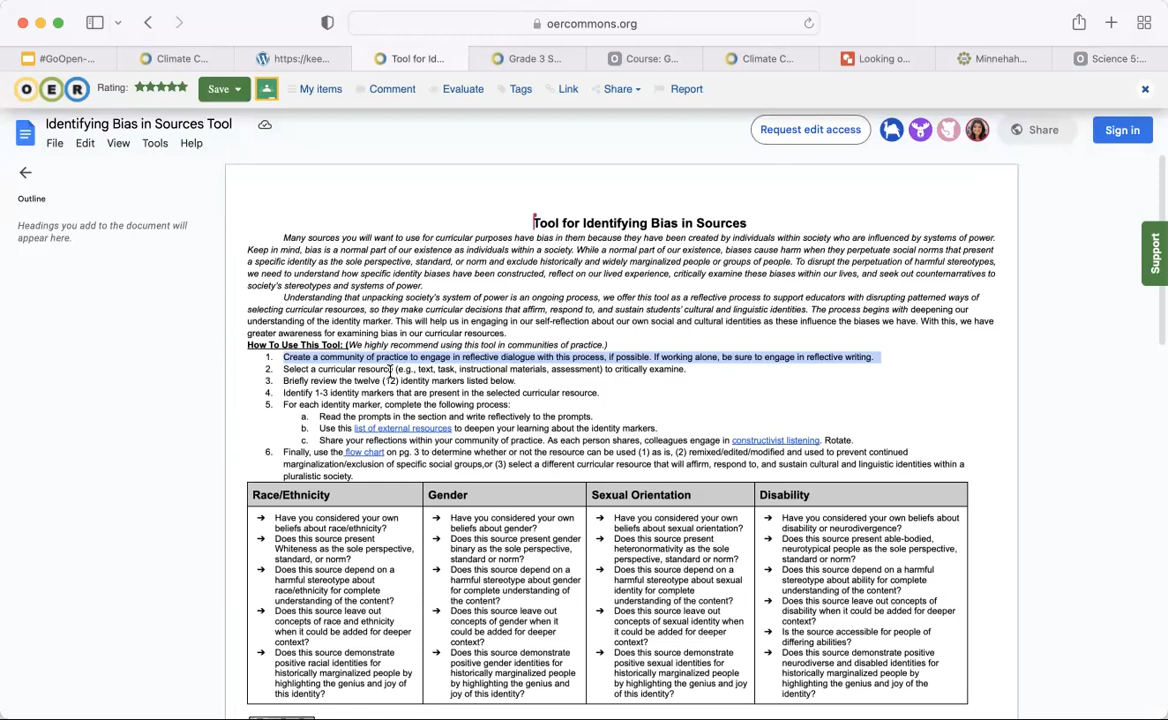 oercommons.org
#GoOpen-...
Climate C...
https://kee...
Tool for Id...
Grade 3 S...
Course: G...
Climate C...
Looking o...
Minnehah...
Science 5:...
O E R
Rating:
Save
My items
Comment
Evaluate
Tags
Link
Share
Report
Identifying Bias in Sources Tool
File Edit View Tools Help
Request edit access
Share
Sign in
Outline
Headings you add to the document will
appear here.
Support
Tool for Identifying Bias in Sources
Many sources you will want to use for curricular purposes have bias in them because they have been created by individuals within society who are influenced by systems of power.
Keep in mind, bias is a normal part of our existence as individuals within a society. While a normal part of our existence, biases cause harm when they perpetuate social norms that present
a specific identity as the sole perspective, standard, or norm and exclude historically and widely marginalized people or groups of people. To disrupt the perpetuation of harmful stereotypes,
we need to understand how specific identity biases have been constructed, reflect on our lived experience, critically examine these biases within our lives, and seek out counternarratives to
society's stereotypes and systems of power.
Understanding that unpacking society's system of power is an ongoing process, we offer this tool as a reflective process to support educators with disrupting patterned ways of
selecting curricular resources, so they make curricular decisions that affirm, respond to, and sustain students' cultural and linguistic identities. The process begins with deepening our
understanding of the identity marker. This will help us in engaging in our self-reflection about our own social and cultural identities as these influence the biases we have. With this, we have
greater awareness for examining bias in our curricular resources.
How To Use This Tool: (We highly recommend using this tool in communities of practice.)
1. Create a community of practice to engage in reflective dialogue with this process, if possible. If working alone, be sure to engage in reflective writing.
2. Select a curricular resource (e.g., text, task, instructional materials, assessment) to critically examine.
3. Briefly review the twelve (12) identity markers listed below.
4. Identify 1-3 identity markers that are present in the selected curricular resource.
5. For each identity marker, complete the following process:
a. Read the prompts in the section and write reflectively to the prompts.
b. Use this list of external resources to deepen your learning about the identity markers.
c. Share your reflections within your community of practice. As each person shares, colleagues engage in constructivist listening. Rotate.
6. Finally, use the flow chart on pg. 3 to determine whether or not the resource can be used (1) as is, (2) remixed/edited/modified and used to prevent continued
marginalization/exclusion of specific social groups,or (3) select a different curricular resource that will affirm, respond to, and sustain cultural and linguistic identities within a
pluralistic society.
Race/Ethnicity
➔ Have you considered your own
beliefs about race/ethnicity?
➔ Does this source present
Whiteness as the sole perspective,
standard, or norm?
➔ Does this source depend on a
harmful stereotype about
race/ethnicity for complete
understanding of the content?
➔ Does this source leave out
concepts of race and ethnicity
when it could be added for deeper
context?
➔ Does this source demonstrate
positive racial identities for
historically marginalized people by
highlighting the genius and joy of
this identity?
Gender
➔ Have you considered your own
beliefs about gender?
➔ Does this source present gender
binary as the sole perspective,
standard, or norm?
➔ Does this source depend on a
harmful stereotype about gender
for complete understanding of
the content?
➔ Does this source leave out
concepts of gender when it
could be added for deeper
context?
➔ Does this source demonstrate
positive gender identities for
historically marginalized people
by highlighting the genius and
joy of this identity?
Sexual Orientation
➔ Have you considered your own
beliefs about sexual orientation?
➔ Does this source present
heteronormativity as the sole
perspective, standard or norm?
➔ Does this source depend on a
harmful stereotype about sexual
identity for complete
understanding of the content?
➔ Does this source leave out
concepts of sexual identity when
it could be added for deeper
context?
➔ Does this source demonstrate
positive sexual identities for
historically marginalized people
by highlighting the genius and joy
of this identity?
Disability
➔ Have you considered your own beliefs about
disability or neurodivergence?
➔ Does this source present able-bodied,
neurotypical people as the sole perspective,
standard, or norm?
➔ Does this source depend on a harmful
stereotype about ability for complete
understanding of the content?
➔ Does this source leave out concepts of
disability when it could be added for deeper
context?
➔ Is the source accessible for people of
differing abilities?
➔ Does this source demonstrate positive
neurodiverse and disabled identities for
historically marginalized people by
highlighting the genius and joy of the
identity?